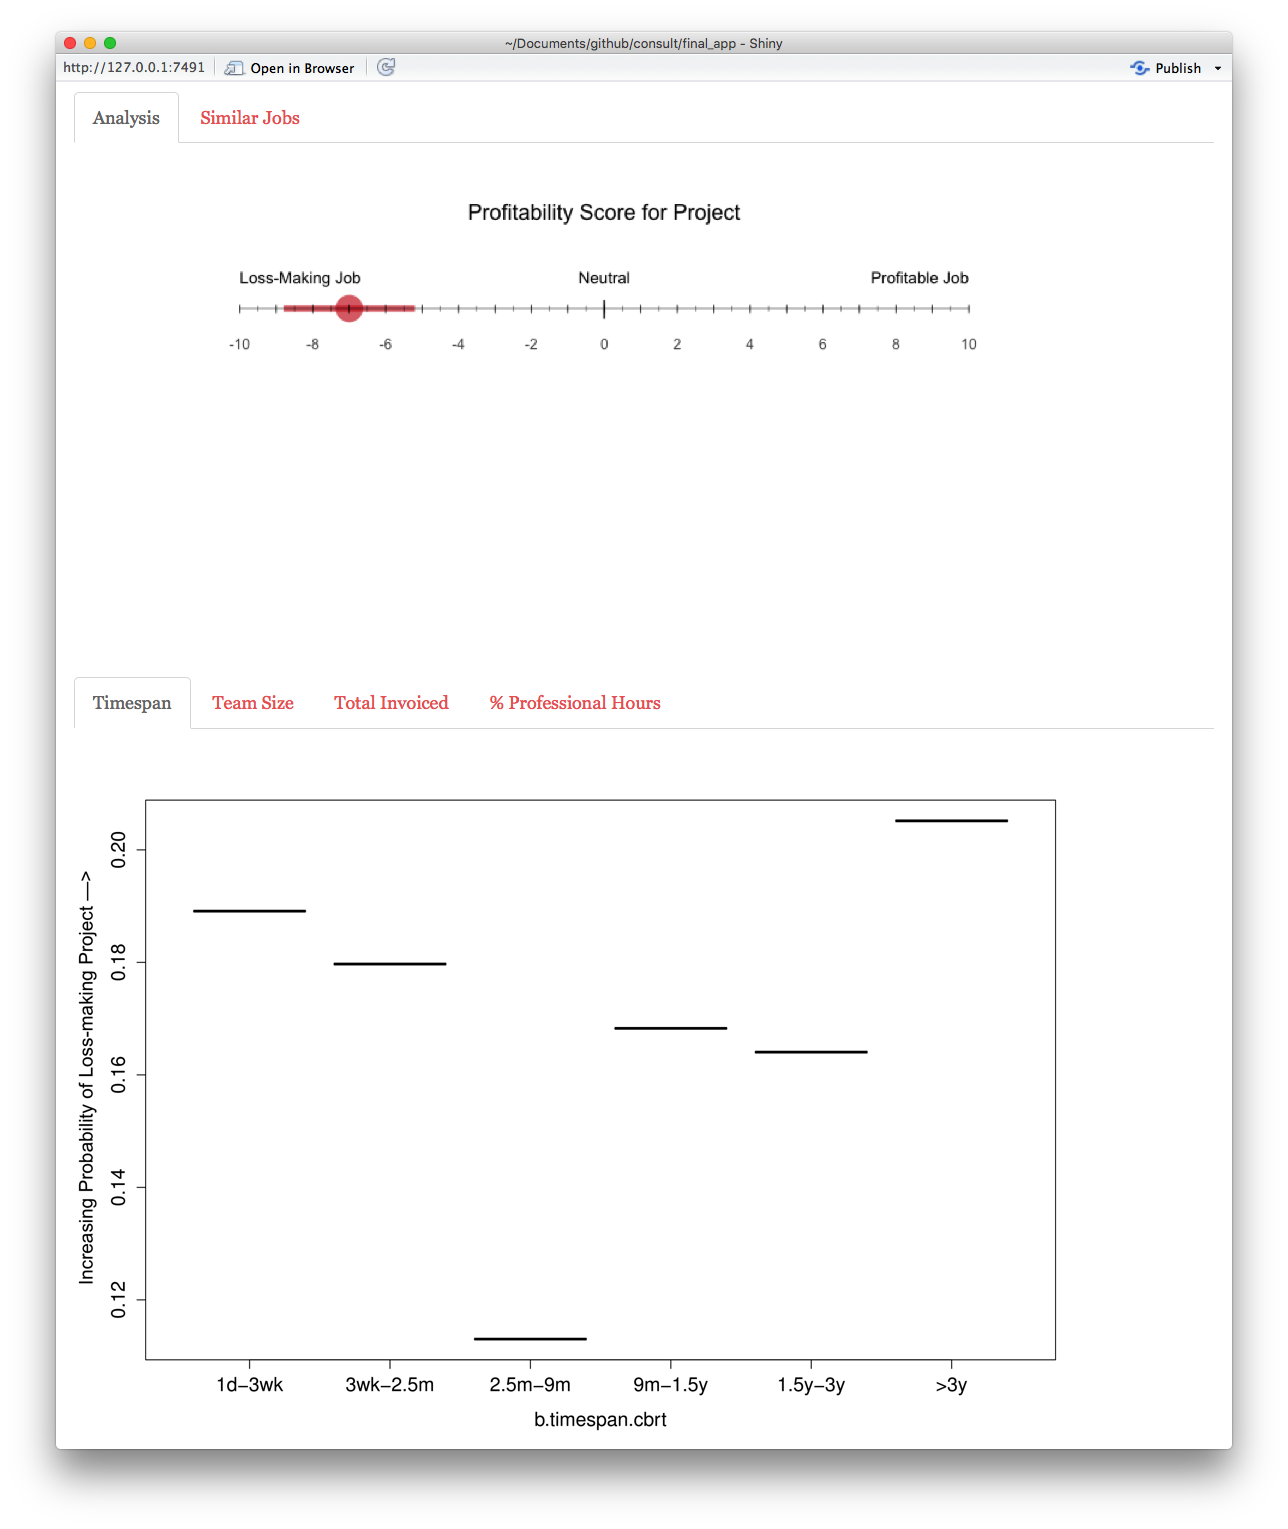 ~/Documents/github/consult/final_app - Shiny
http://127.0.0.1:7491 Open in Browser Publish
Analysis Similar Jobs
Profitability Score for Project
Loss-Making Job Neutral Profitable Job
-10 -8 -6 -4 -2 0 2 4 6 8 10
Timespan Team Size Total Invoiced % Professional Hours
Increasing Probability of Loss-making Project —>
0.20
0.18
0.16
0.14
0.12
1d−3wk 3wk−2.5m 2.5m−9m 9m−1.5y 1.5y−3y >3y
b.timespan.cbrt